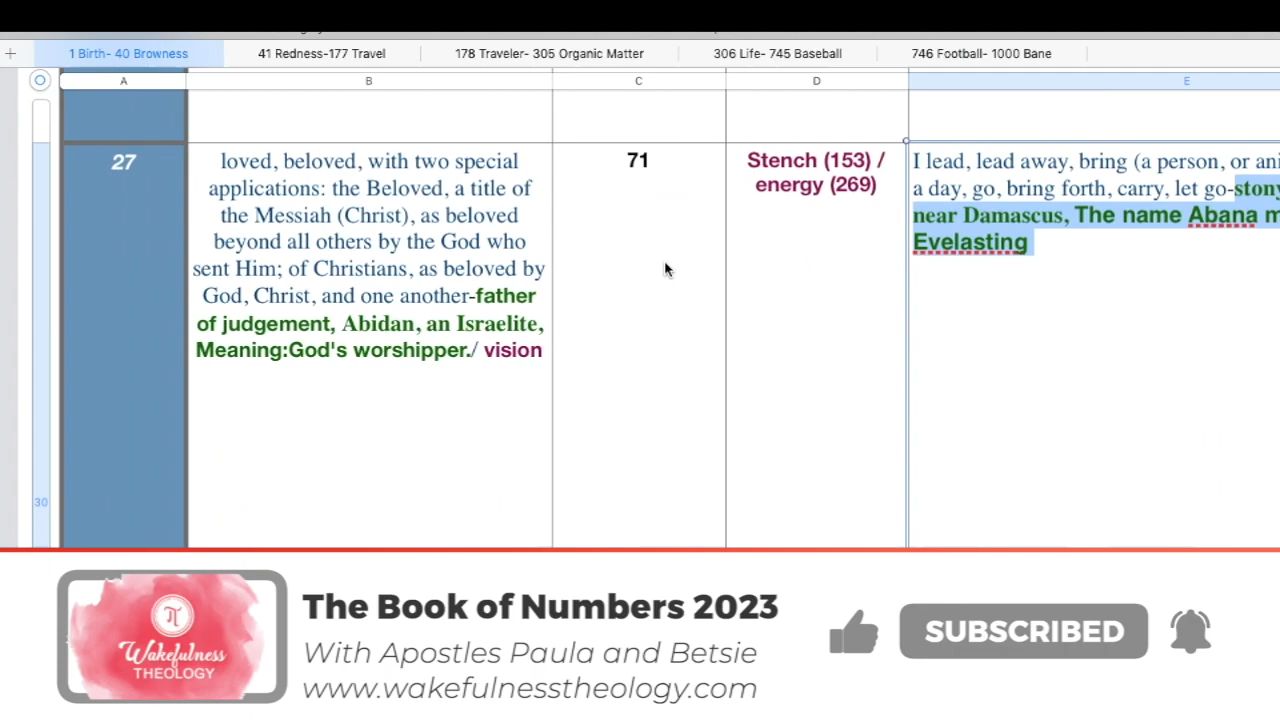 +
1 Birth- 40 Browness
41 Redness-177 Travel
178 Traveler- 305 Organic Matter
306 Life- 745 Baseball
746 Football- 1000 Bane
A
B
C
D
E
27
loved, beloved, with two special
applications: the Beloved, a title of
the Messiah (Christ), as beloved
beyond all others by the God who
sent Him; of Christians, as beloved by
God, Christ, and one another-father
of judgement, Abidan, an Israelite,
Meaning:God's worshipper./ vision
71
Stench (153) /
energy (269)
I lead, lead away, bring (a person, or
a day, go, bring forth, carry, let go-
near Damascus, The name Abana
Evelasting
30
π
Wakefulness
THEOLOGY
The Book of Numbers 2023
With Apostles Paula and Betsie
www.wakefulnesstheology.com
SUBSCRIBED